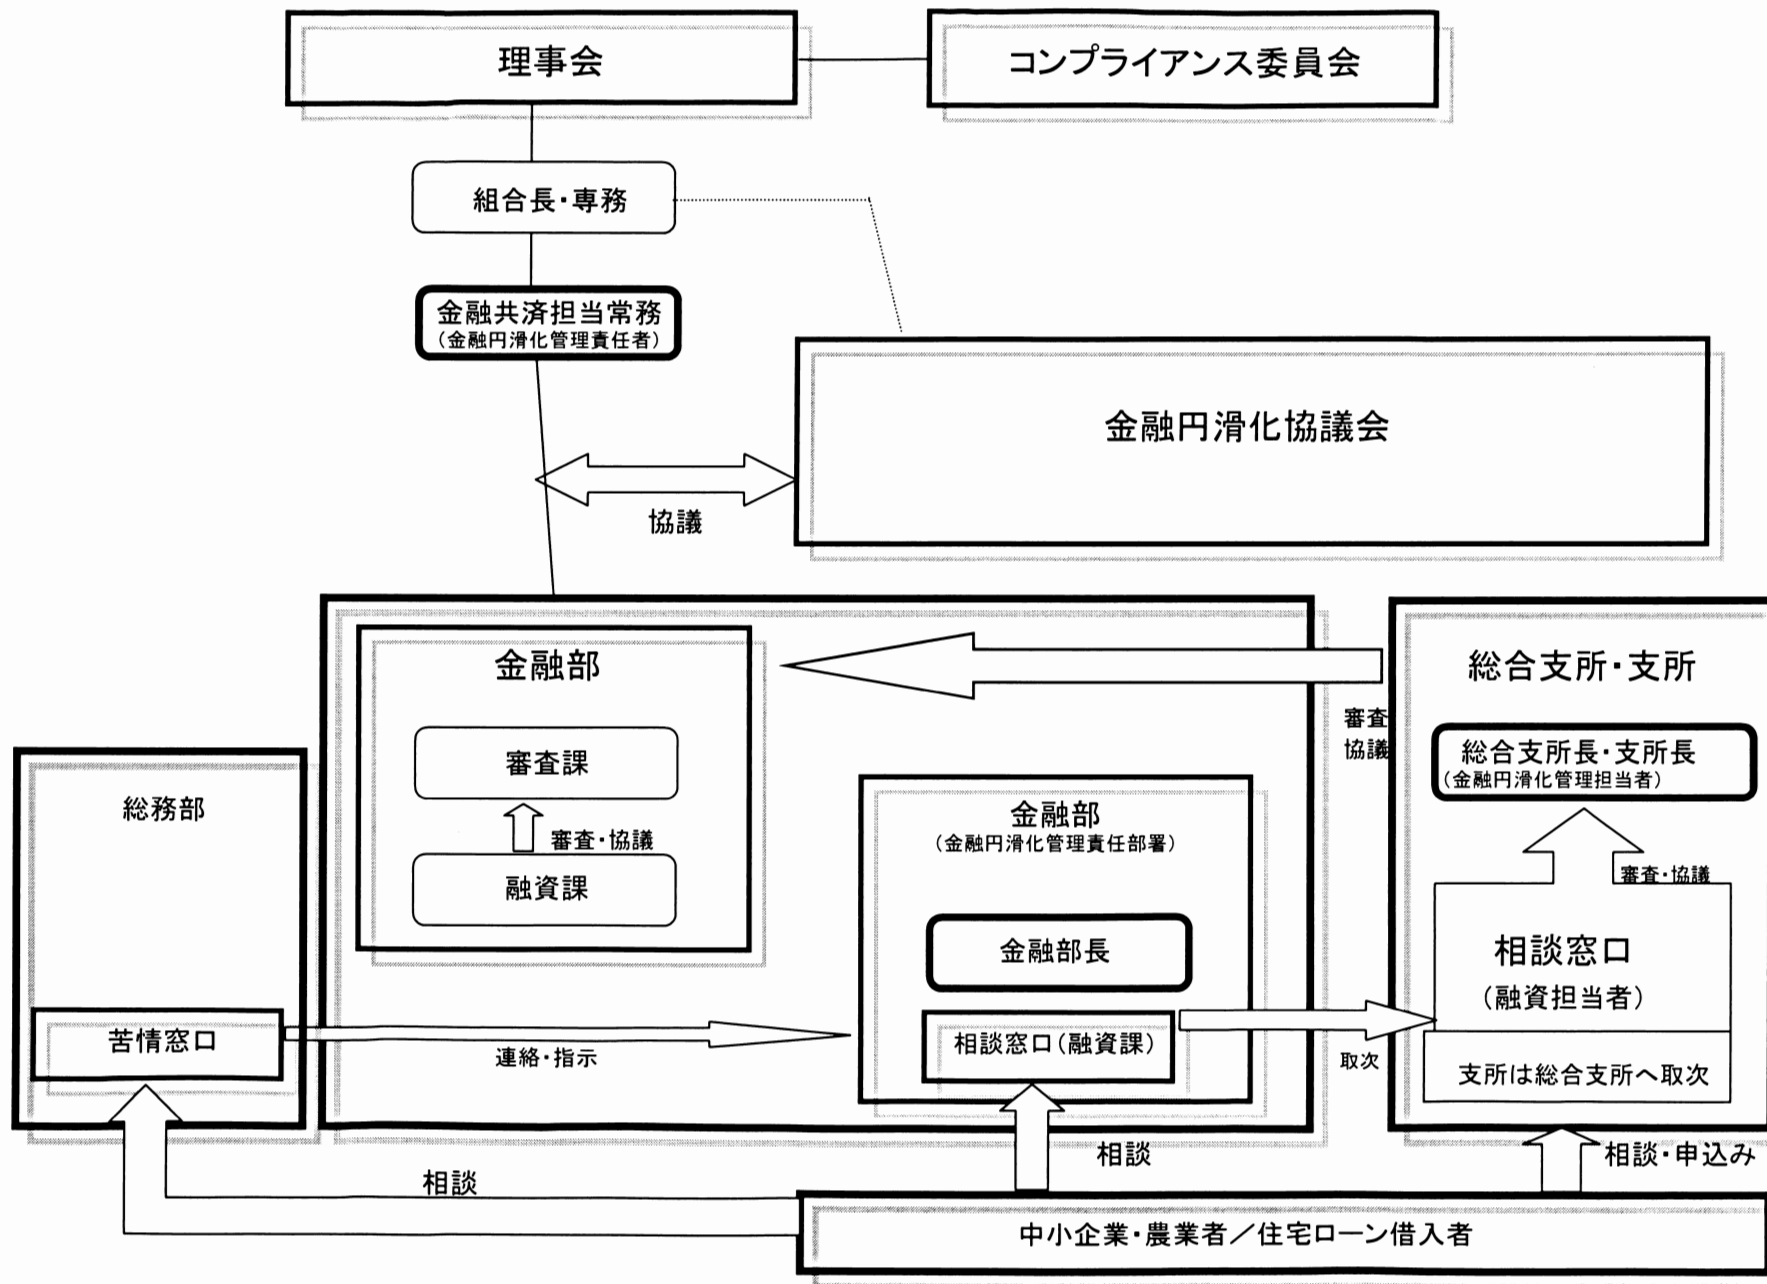 理事会
コンプライアンス委員会
組合長・専務
金融共済担当常務
（金融円滑化管理責任者）
金融円滑化協議会
協議
金融部
審査課
審査・協議
融資課
総合支所・支所
審査
協議
総合支所長・支所長
（金融円滑化管理担当者）
総務部
金融部
（金融円滑化管理責任部署）
審査・協議
金融部長
相談窓口
（融資担当者）
苦情窓口
連絡・指示
相談窓口（融資課）
取次
支所は総合支所へ取次
相談
相談
相談・申込み
中小企業・農業者／住宅ローン借入者